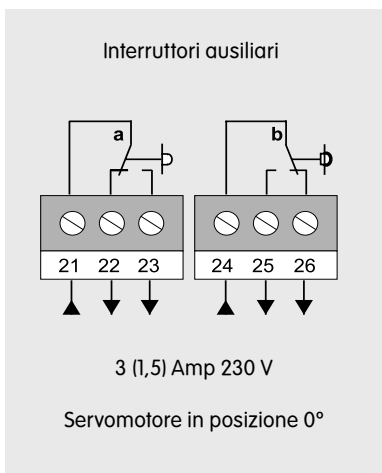 Interruttori ausiliari
a b
21 22 23 24 25 26
3 (1,5) Amp 230 V
Servomotore in posizione 0°